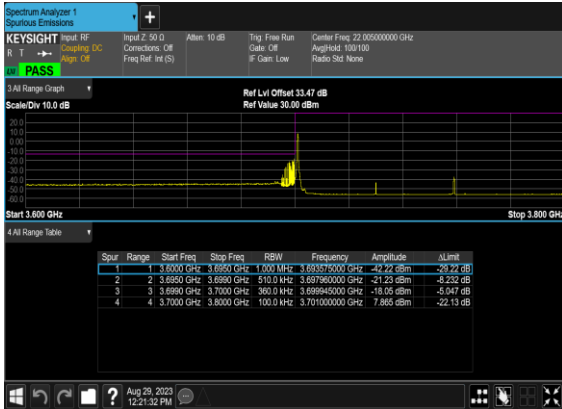 Spectrum Analyzer 1
Spurious Emissions
+
KEYSIGHT Input: RF Input Z: 50 Ω Atten: 10 dB Trig: Free Run Center Freq: 22.005000000 GHz
R T Coupling: DC Corrections: Off Gate: Off Avg|Hold: 100/100
Align: Off Freq Ref: Int (S) IF Gain: Low Radio Std: None
PASS
3 All Range Graph
Ref Lvl Offset 33.47 dB
Scale/Div 10.0 dB Ref Value 30.00 dBm
20.0
10.0
0.00
-10.0
-20.0
-30.0
-40.0
-50.0
-60.0
Start 3.600 GHz Stop 3.800 GHz
4 All Range Table
Spur Range Start Freq Stop Freq RBW Frequency Amplitude ΔLimit
1 1 3.6000 GHz 3.6950 GHz 1.000 MHz 3.693575000 GHz -42.22 dBm -29.22 dB
2 2 3.6950 GHz 3.6990 GHz 510.0 kHz 3.697960000 GHz -21.23 dBm -8.232 dB
3 3 3.6990 GHz 3.7000 GHz 360.0 kHz 3.699945000 GHz -18.05 dBm -5.047 dB
4 4 3.7000 GHz 3.8000 GHz 100.0 kHz 3.701000000 GHz 7.865 dBm -22.13 dB
? Aug 29, 2023
12:21:32 PM